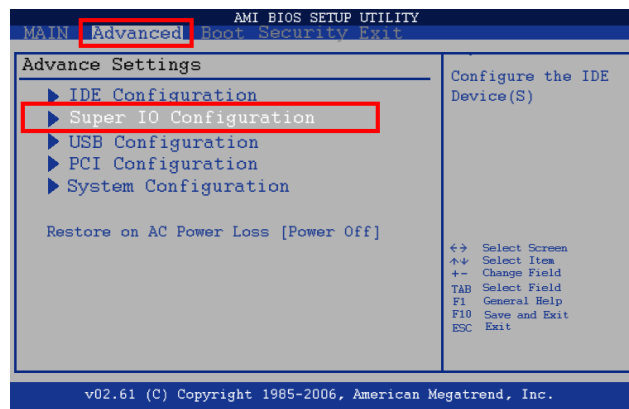 AMI BIOS SETUP UTILITY
MAIN Advanced Boot Security Exit
Advance Settings
IDE Configuration
Super IO Configuration
USB Configuration
PCI Configuration
System Configuration
Restore on AC Power Loss [Power Off]
Configure the IDE
Device(S)
←→ Select Screen
↑↓ Select Item
+- Change Field
TAB Select Field
F1 General Help
F10 Save and Exit
ESC Exit
v02.61 (C) Copyright 1985-2006, American Megatrend, Inc.